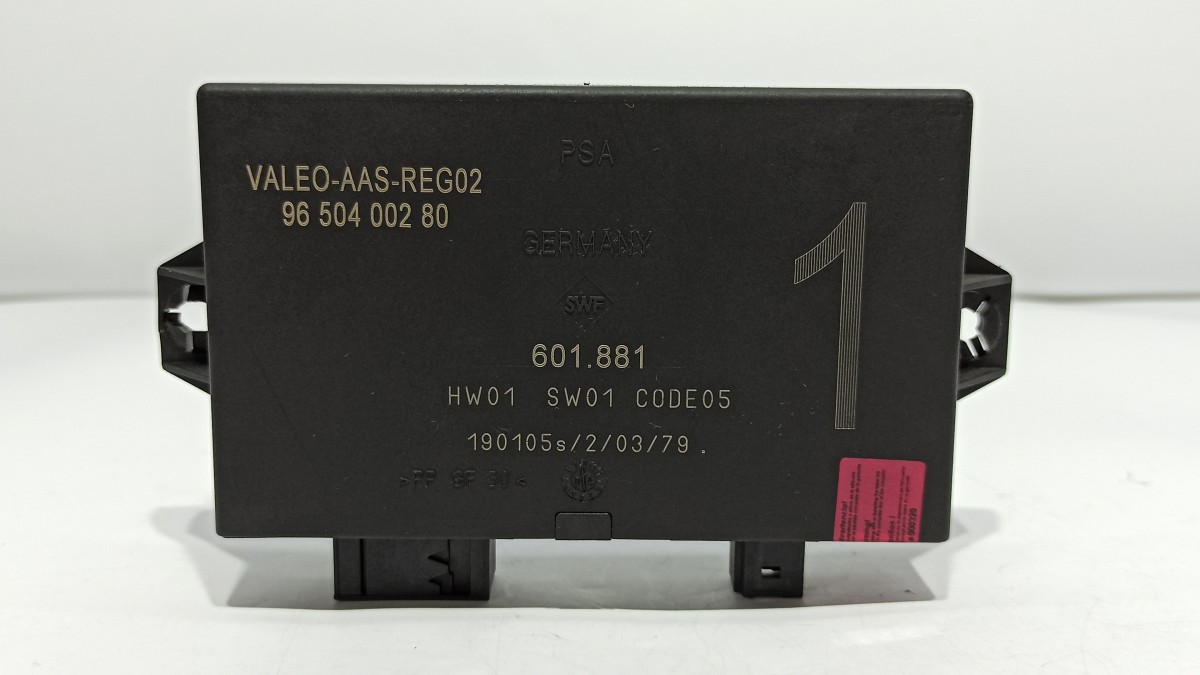 PSA
VALEO-AAS-REG02
96 504 002 80
GERMANY
SWF
1
601.881
HW01 SW01 CODE05
190105s/2/03/79 .